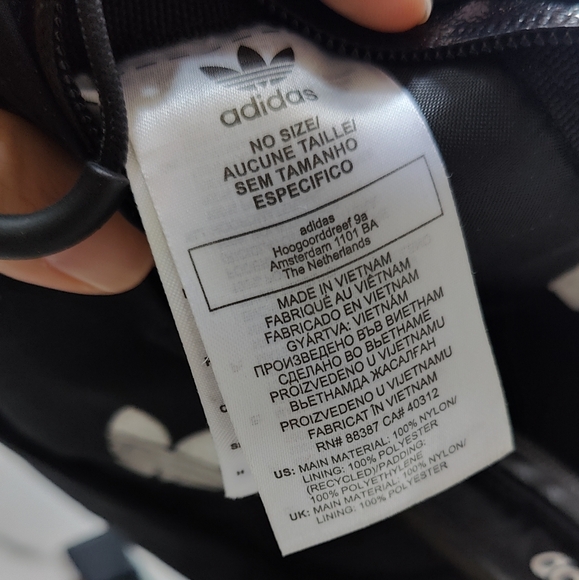 adidas
NO SIZE/
AUCUNE TAILLE/
SEM TAMANHO
ESPECIFICO
adidas
Hoogoorddreef 9a
Amsterdam 1101 BA
The Netherlands
MADE IN VIETNAM
FABRIQUÉ AU VIÊTNAM
FABRICADO EN VIETNAM
GYÁRTVA: VIETNÁM
ПРОИЗВЕДЕНО ВЪВ ВИЕТНАМ
СДЕЛАНО ВО ВЬЕТНАМЕ
PROIZVEDENO U VIJETNAMU
ВЬЕТНАМДА ЖАСАЛҒАН
PROIZVEDENO U VIJETNAMU
FABRICAT ÎN VIETNAM
RN# 88387 CA# 40312
US: MAIN MATERIAL: 100% NYLON/
LINING: 100% POLYESTER
(RECYCLED)/PADDING:
100% POLYETHYLENE
UK: MAIN MATERIAL: 100% NYLON/
LINING: 100% POLYESTER